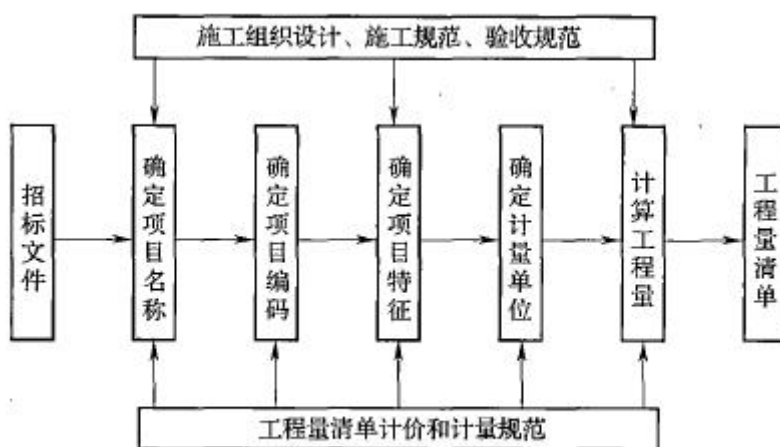 施工组织设计、施工规范、验收规范
招标文件
确定项目名称
确定项目编码
确定项目特征
确定计量单位
计算工程量
工程量清单
工程量清单计价和计量规范